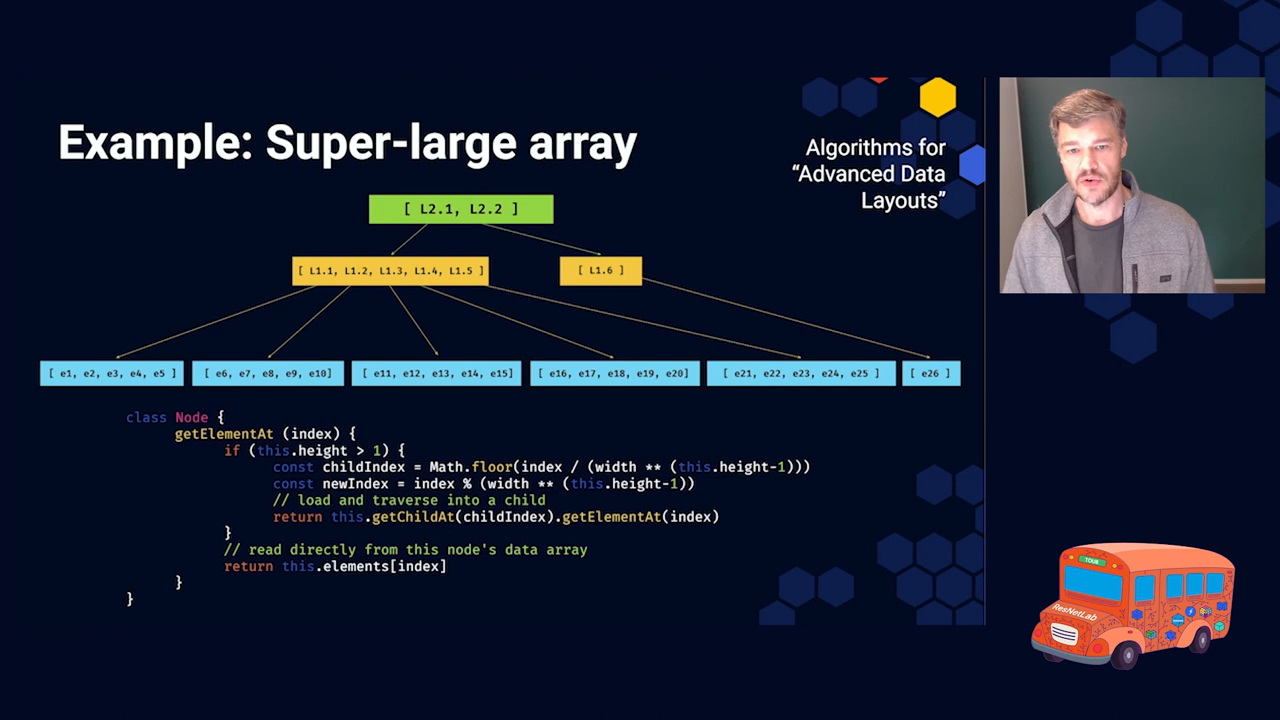 Example: Super-large array
Algorithms for
“Advanced Data
Layouts”
[ L2.1, L2.2 ]
[ L1.1, L1.2, L1.3, L1.4, L1.5 ]
[ L1.6 ]
[ e1, e2, e3, e4, e5 ]
[ e6, e7, e8, e9, e10]
[ e11, e12, e13, e14, e15]
[ e16, e17, e18, e19, e20]
[ e21, e22, e23, e24, e25 ]
[ e26 ]
class Node {
getElementAt (index) {
if (this.height > 1) {
const childIndex = Math.floor(index / (width ** (this.height-1)))
const newIndex = index % (width ** (this.height-1))
// load and traverse into a child
return this.getChildAt(childIndex).getElementAt(index)
}
// read directly from this node's data array
return this.elements[index]
}
}
TOUR
ResNetLab